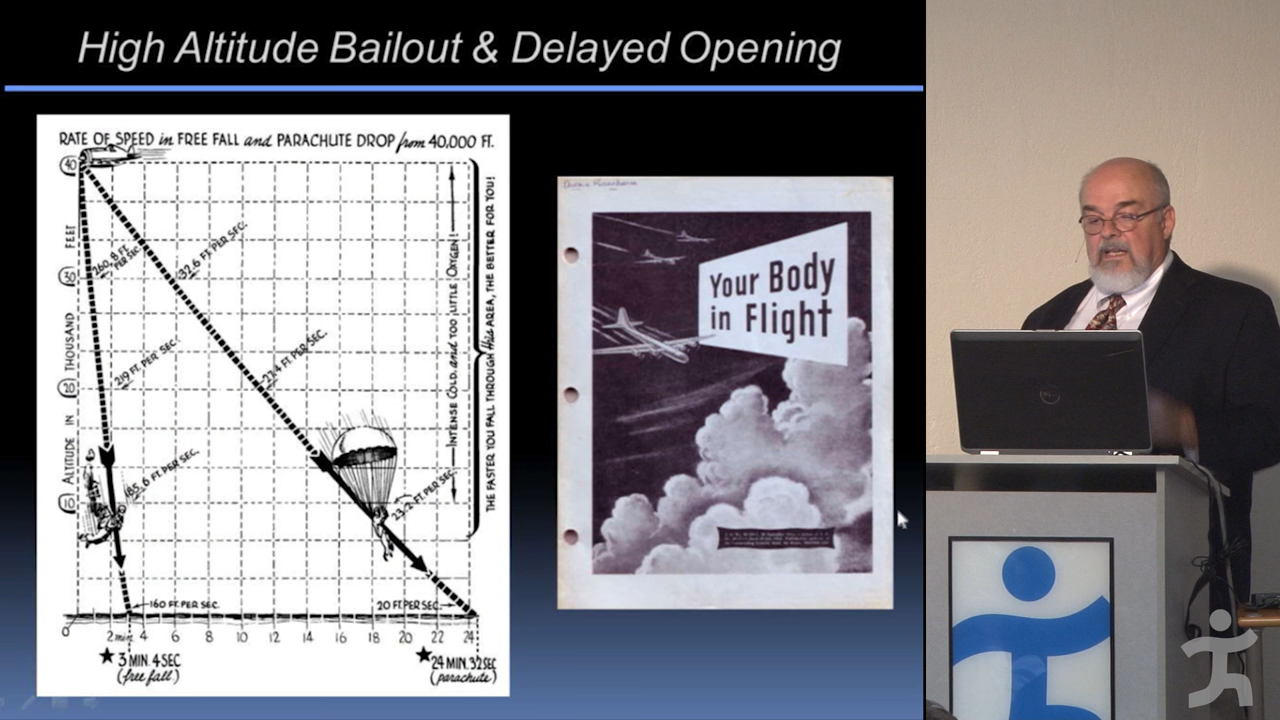 High Altitude Bailout & Delayed Opening
RATE OF SPEED in FREE FALL and PARACHUTE DROP from 40,000 FT.
40
30
20
10
0
ALTITUDE IN THOUSAND FEET
260.8 FT. PER SEC.
32.6 FT. PER SEC.
219 FT. PER SEC.
27.4 FT. PER SEC.
185.6 FT. PER SEC.
23.2 FT. PER SEC.
160 FT. PER SEC.
20 FT. PER SEC.
INTENSE COLD, and TOO LITTLE OXYGEN!
THE FASTER YOU FALL THROUGH this AREA, THE BETTER FOR YOU!
2 min. 4 6 8 10 12 14 16 18 20 22 24
★ 3 MIN. 4 SEC
(free fall)
★ 24 MIN. 32 SEC
(parachute)
Your Body
in Flight
DELL